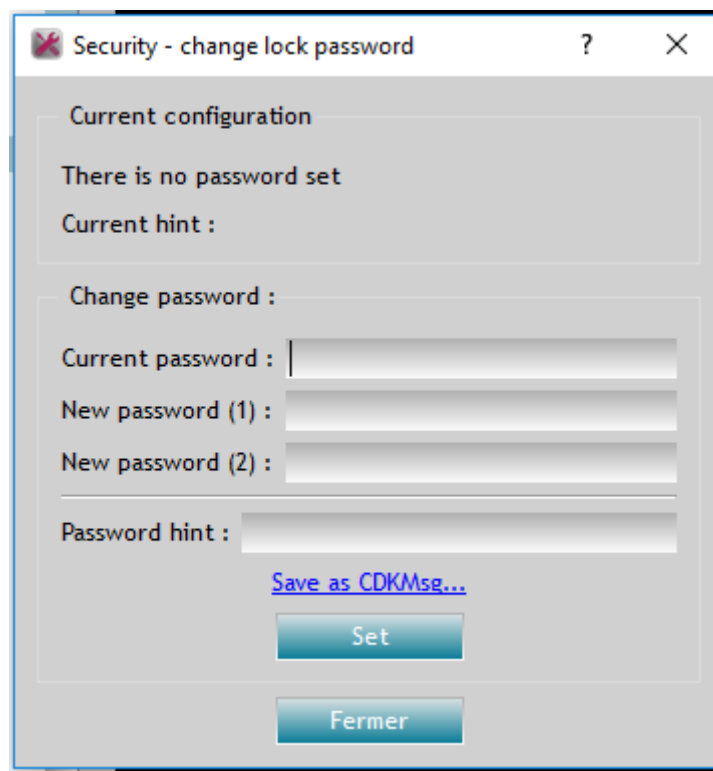 Security - change lock password ? ×
Current configuration
There is no password set
Current hint :
Change password :
Current password :
New password (1) :
New password (2) :
Password hint :
Save as CDKMsg...
Set
Fermer